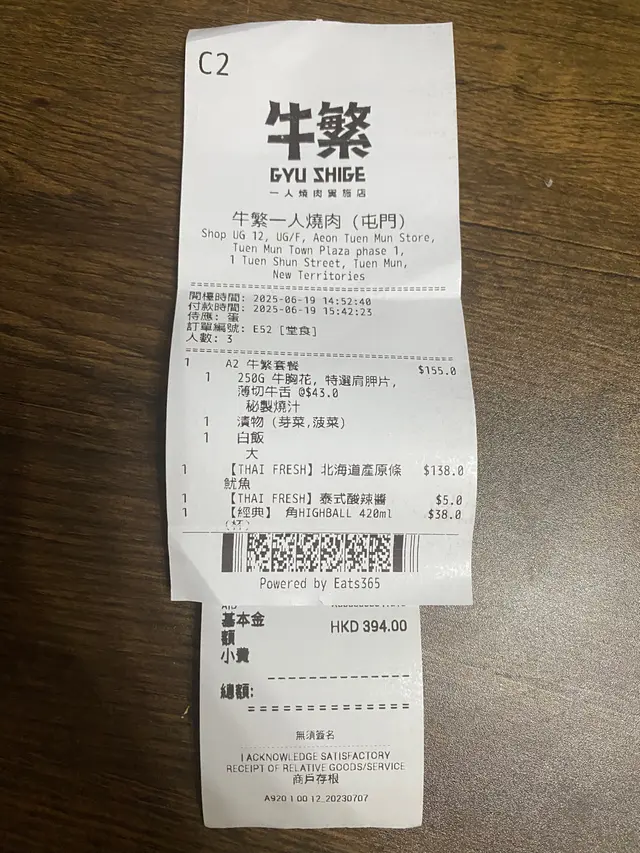 C2
牛繁
GYU SHIGE
一人燒肉專施店
牛繁一人燒肉 (屯門)
Shop UG 12, UG/F, Aeon Tuen Mun Store,
Tuen Mun Town Plaza phase 1,
1 Tuen Shun Street, Tuen Mun,
New Territories
開檯時間: 2025-06-19 14:52:40
付款時間: 2025-06-19 15:42:23
侍應: 蛋
訂單編號: E52 [堂食]
人數: 3
1 A2 牛繁套餐 $155.0
1 250G 牛胸花, 特選肩胛片,
薄切牛舌 @$43.0
秘製燒汁
1 漬物 (芽菜,菠菜)
1 白飯
大
1 【THAI FRESH】北海道產原條 $138.0
魷魚
1 【THAI FRESH】泰式酸辣醬 $5.0
1 【經典】 角HIGHBALL 420ml $38.0
(杯)
Powered by Eats365
基本金 HKD 394.00
額
小費
總額:
無須簽名
I ACKNOWLEDGE SATISFACTORY
RECEIPT OF RELATIVE GOODS/SERVICE
商戶存根
A920 1.00.12_20230707